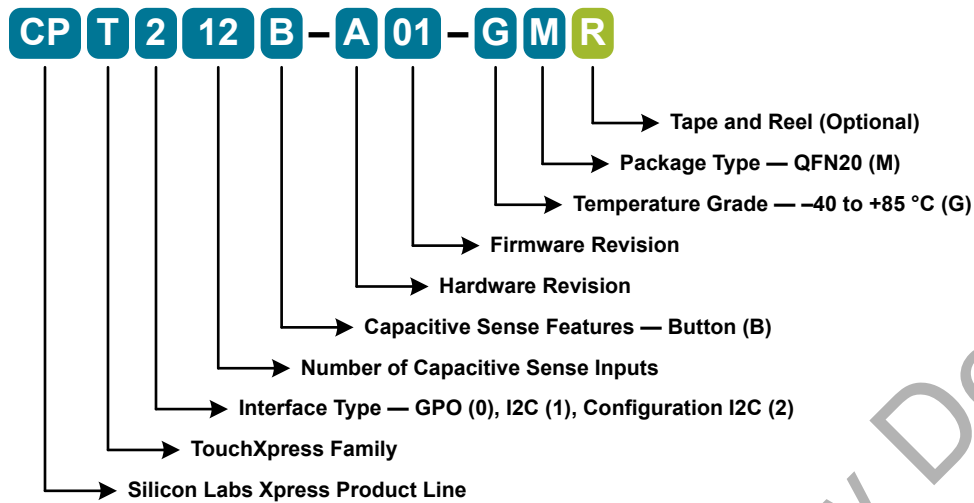 CP T 2 12 B – A 01 – G M R
Tape and Reel (Optional)
Package Type — QFN20 (M)
Temperature Grade — –40 to +85 °C (G)
Firmware Revision
Hardware Revision
Capacitive Sense Features — Button (B)
Number of Capacitive Sense Inputs
Interface Type — GPO (0), I2C (1), Configuration I2C (2)
TouchXpress Family
Silicon Labs Xpress Product Line